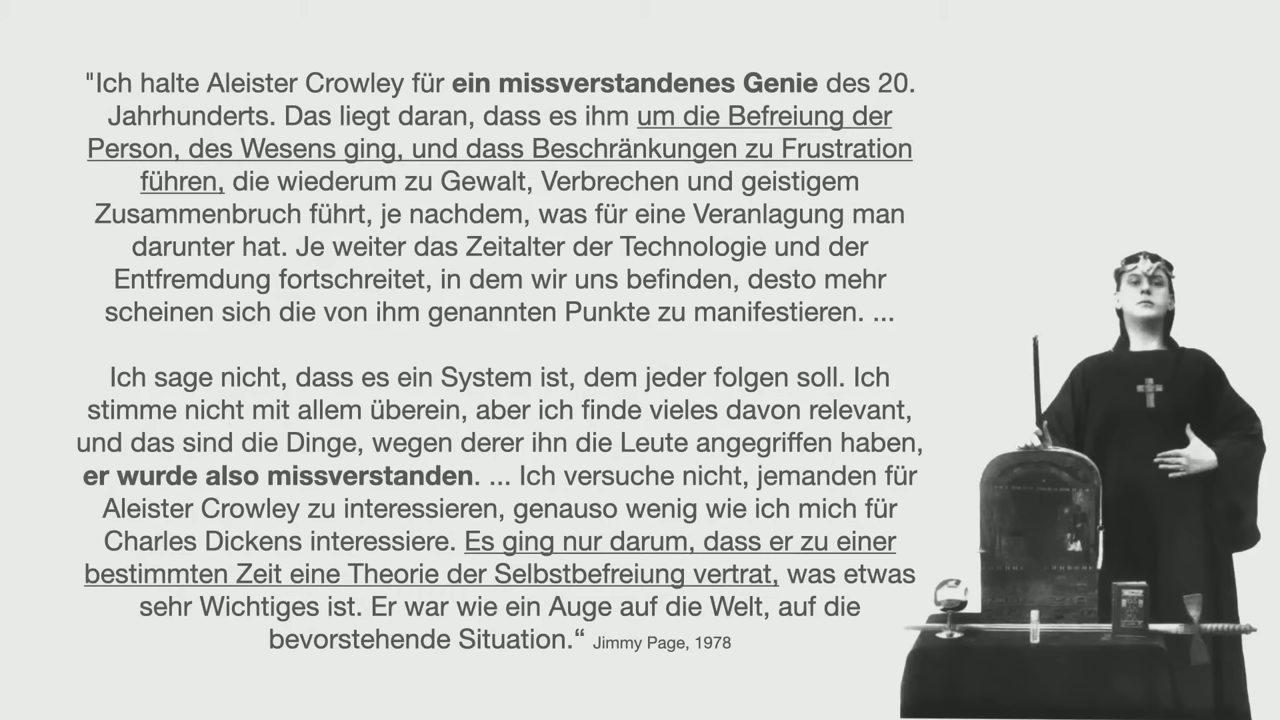 "Ich halte Aleister Crowley für ein missverstandenes Genie des 20.
Jahrhunderts. Das liegt daran, dass es ihm um die Befreiung der
Person, des Wesens ging, und dass Beschränkungen zu Frustration
führen, die wiederum zu Gewalt, Verbrechen und geistigem
Zusammenbruch führt, je nachdem, was für eine Veranlagung man
darunter hat. Je weiter das Zeitalter der Technologie und der
Entfremdung fortschreitet, in dem wir uns befinden, desto mehr
scheinen sich die von ihm genannten Punkte zu manifestieren. ...
Ich sage nicht, dass es ein System ist, dem jeder folgen soll. Ich
stimme nicht mit allem überein, aber ich finde vieles davon relevant,
und das sind die Dinge, wegen derer ihn die Leute angegriffen haben,
er wurde also missverstanden. ... Ich versuche nicht, jemanden für
Aleister Crowley zu interessieren, genauso wenig wie ich mich für
Charles Dickens interessiere. Es ging nur darum, dass er zu einer
bestimmten Zeit eine Theorie der Selbstbefreiung vertrat, was etwas
sehr Wichtiges ist. Er war wie ein Auge auf die Welt, auf die
bevorstehende Situation.“ Jimmy Page, 1978